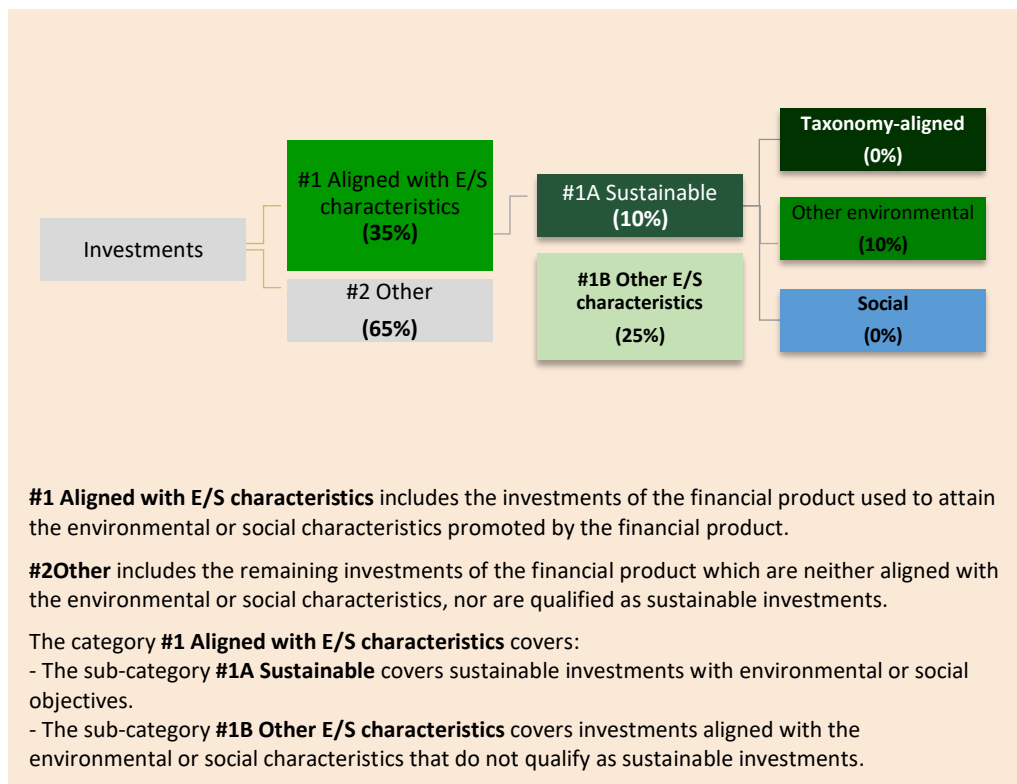 Investments
#1 Aligned with E/S
characteristics
(35%)
#2 Other
(65%)
#1A Sustainable
(10%)
#1B Other E/S
characteristics
(25%)
Taxonomy-aligned
(0%)
Other environmental
(10%)
Social
(0%)
#1 Aligned with E/S characteristics includes the investments of the financial product used to attain
the environmental or social characteristics promoted by the financial product.
#2Other includes the remaining investments of the financial product which are neither aligned with
the environmental or social characteristics, nor are qualified as sustainable investments.
The category #1 Aligned with E/S characteristics covers:
- The sub-category #1A Sustainable covers sustainable investments with environmental or social
objectives.
- The sub-category #1B Other E/S characteristics covers investments aligned with the
environmental or social characteristics that do not qualify as sustainable investments.